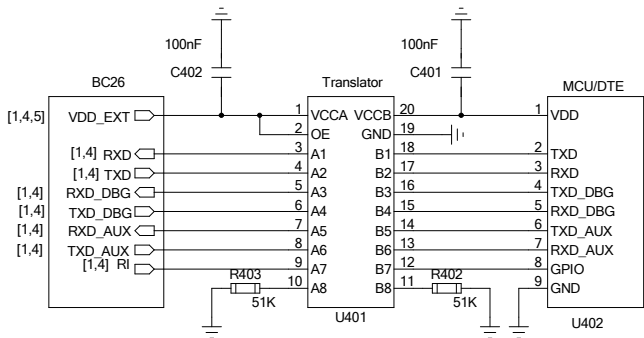 100nF
C402
100nF
C401
BC26
Translator
MCU/DTE
[1,4,5] VDD_EXT 1 VCCA VCCB 20 1 VDD
2 OE GND 19
[1,4] RXD 3 A1 B1 18 2 TXD
[1,4] TXD 4 A2 B2 17 3 RXD
[1,4] RXD_DBG 5 A3 B3 16 4 TXD_DBG
[1,4] TXD_DBG 6 A4 B4 15 5 RXD_DBG
[1,4] RXD_AUX 7 A5 B5 14 6 TXD_AUX
[1,4] TXD_AUX 8 A6 B6 13 7 RXD_AUX
[1,4] RI 9 A7 B7 12 8 GPIO
R403 10 A8 B8 11 R402 9 GND
51K
51K
U401
U402